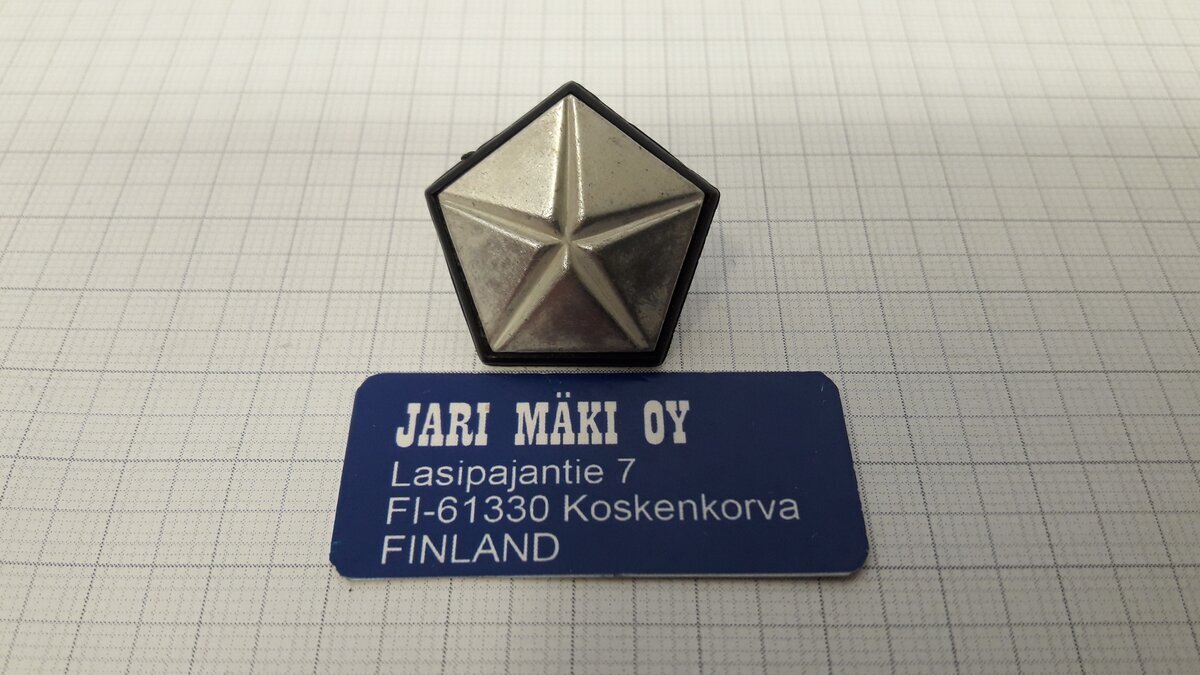 JARI MÄKI OY
Lasipajantie 7
FI-61330 Koskenkorva
FINLAND